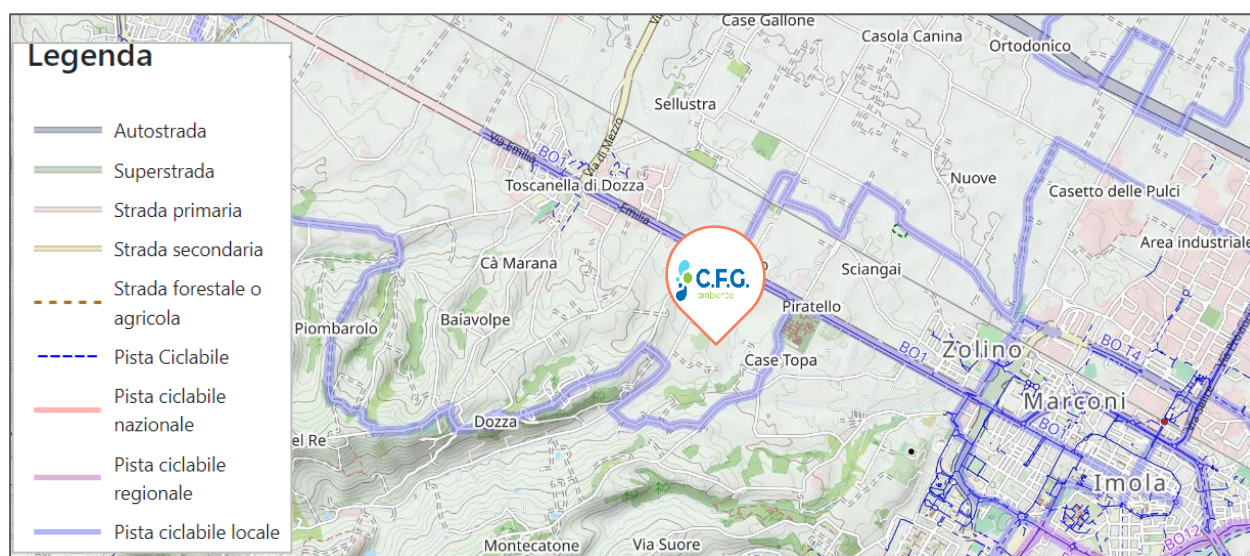 Legenda
Autostrada
Superstrada
Strada primaria
Strada secondaria
Strada forestale o
agricola
Pista Ciclabile
Pista ciclabile
nazionale
Pista ciclabile
regionale
Pista ciclabile locale
Case Gallone
Casola Canina
Ortodonico
Sellustra
Via di Mezzo
Via Emilia
BO1
Toscanella di Dozza
Emilia
Nuove
Casetto delle Pulci
Area industriale
Cà Marana
C.F.G.
ambiente
Sciangai
Piratello
Piombarolo
Baiavolpe
Case Topa
BO1
Zolino
BO T4
Marconi
BO1
Dozza
el Re
Imola
Montecatone
Via Suore
BO12